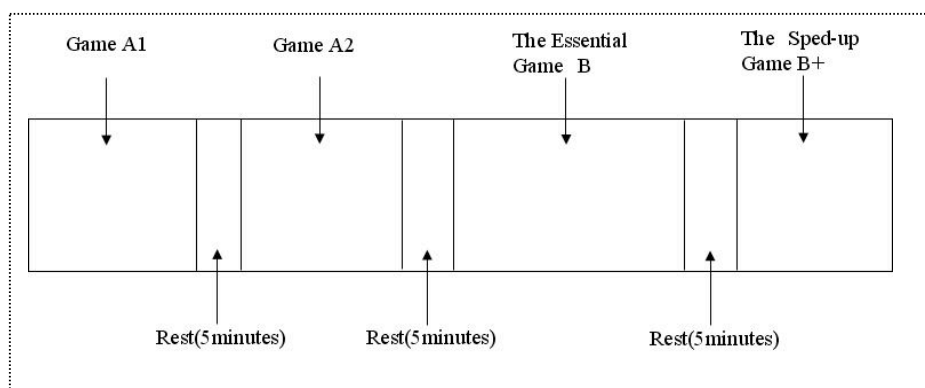 Game A1
Game A2
The Essential
Game B
The Sped-up
Game B+
Rest(5minutes)
Rest(5minutes)
Rest(5minutes)